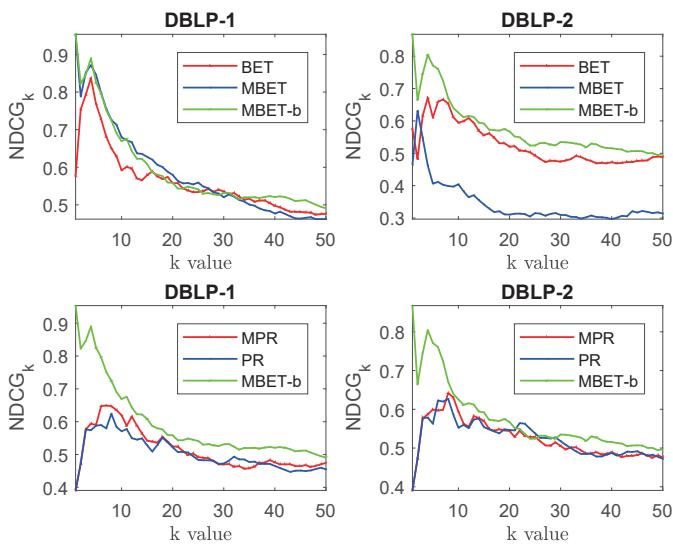 DBLP-1
NDCG_k
0.9
0.8
0.7
0.6
0.5
BET
MBET
MBET-b
10 20 30 40 50
k value
DBLP-2
NDCG_k
0.8
0.7
0.6
0.5
0.4
0.3
BET
MBET
MBET-b
10 20 30 40 50
k value
DBLP-1
NDCG_k
0.9
0.8
0.7
0.6
0.5
0.4
MPR
PR
MBET-b
10 20 30 40 50
k value
DBLP-2
NDCG_k
0.8
0.7
0.6
0.5
0.4
MPR
PR
MBET-b
10 20 30 40 50
k value